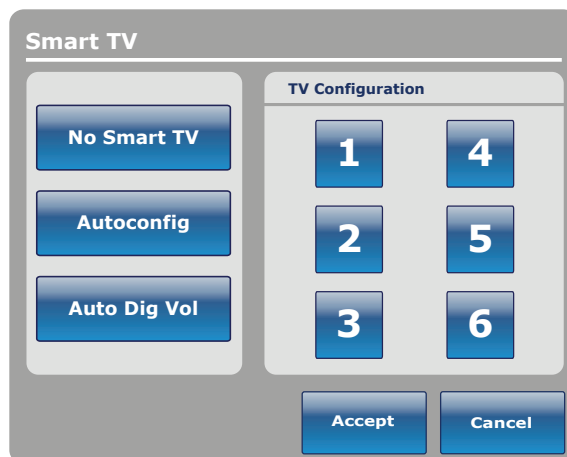 Smart TV
No Smart TV
Autoconfig
Auto Dig Vol
TV Configuration
1 4
2 5
3 6
Accept Cancel